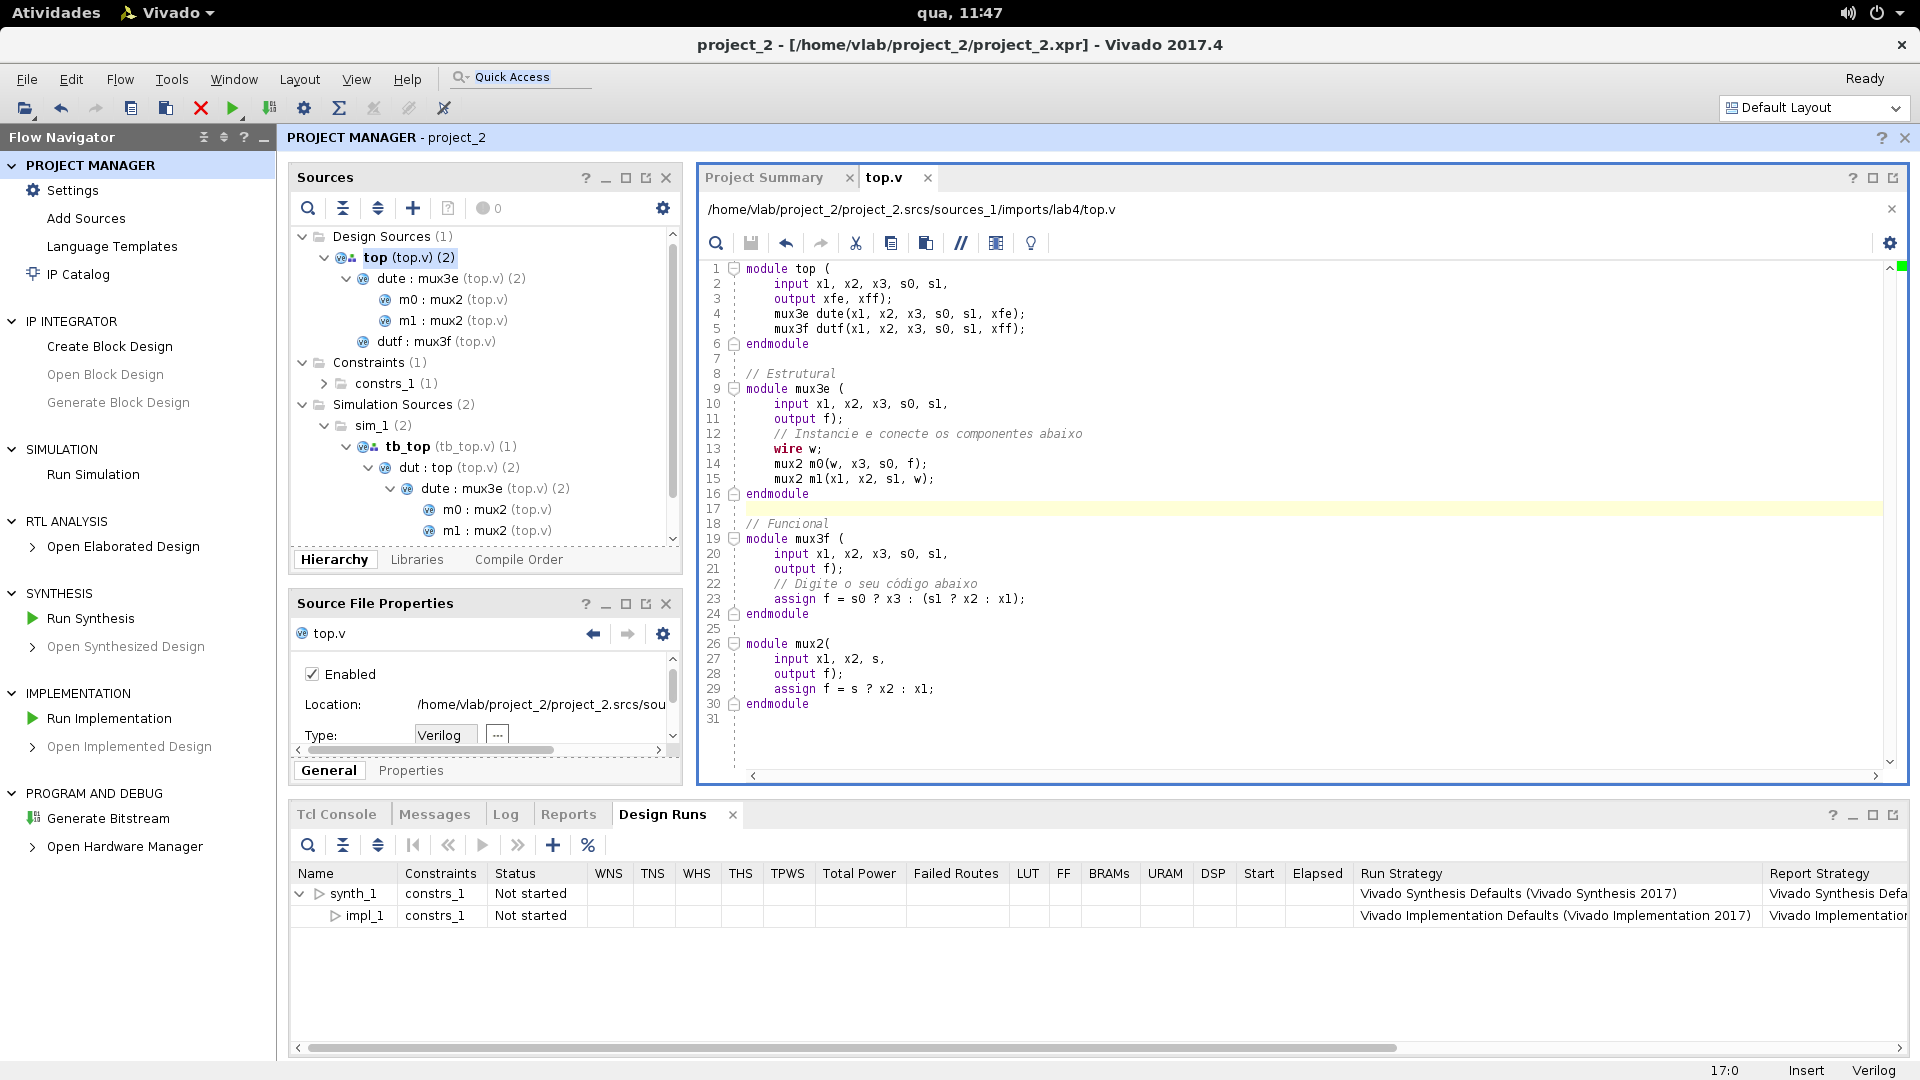 Atividades Vivado qua, 11:47
project_2 - [/home/vlab/project_2/project_2.xpr] - Vivado 2017.4
File Edit Flow Tools Window Layout View Help Quick Access Ready
Default Layout
Flow Navigator
PROJECT MANAGER - project_2
PROJECT MANAGER
Settings
Add Sources
Language Templates
IP Catalog
IP INTEGRATOR
Create Block Design
Open Block Design
Generate Block Design
SIMULATION
Run Simulation
RTL ANALYSIS
Open Elaborated Design
SYNTHESIS
Run Synthesis
Open Synthesized Design
IMPLEMENTATION
Run Implementation
Open Implemented Design
PROGRAM AND DEBUG
Generate Bitstream
Open Hardware Manager
Sources
0
Design Sources (1)
top (top.v) (2)
dute : mux3e (top.v) (2)
m0 : mux2 (top.v)
m1 : mux2 (top.v)
dutf : mux3f (top.v)
Constraints (1)
constrs_1 (1)
Simulation Sources (2)
sim_1 (2)
tb_top (tb_top.v) (1)
dut : top (top.v) (2)
dute : mux3e (top.v) (2)
m0 : mux2 (top.v)
m1 : mux2 (top.v)
Hierarchy Libraries Compile Order
Source File Properties
top.v
Enabled
Location: /home/vlab/project_2/project_2.srcs/sou
Type: Verilog ...
General Properties
Project Summary top.v
/home/vlab/project_2/project_2.srcs/sources_1/imports/lab4/top.v
1 module top (
2 input x1, x2, x3, s0, s1,
3 output xfe, xff);
4 mux3e dute(x1, x2, x3, s0, s1, xfe);
5 mux3f dutf(x1, x2, x3, s0, s1, xff);
6 endmodule
7
8 // Estrutural
9 module mux3e (
10 input x1, x2, x3, s0, s1,
11 output f);
12 // Instancie e conecte os componentes abaixo
13 wire w;
14 mux2 m0(w, x3, s0, f);
15 mux2 m1(x1, x2, s1, w);
16 endmodule
17
18 // Funcional
19 module mux3f (
20 input x1, x2, x3, s0, s1,
21 output f);
22 // Digite o seu código abaixo
23 assign f = s0 ? x3 : (s1 ? x2 : x1);
24 endmodule
25
26 module mux2(
27 input x1, x2, s,
28 output f);
29 assign f = s ? x2 : x1;
30 endmodule
31
Tcl Console Messages Log Reports Design Runs
Name Constraints Status WNS TNS WHS THS TPWS Total Power Failed Routes LUT FF BRAMs URAM DSP Start Elapsed Run Strategy Report Strategy
synth_1 constrs_1 Not started Vivado Synthesis Defaults (Vivado Synthesis 2017) Vivado Synthesis Defa
impl_1 constrs_1 Not started Vivado Implementation Defaults (Vivado Implementation 2017) Vivado Implementation
17:0 Insert Verilog